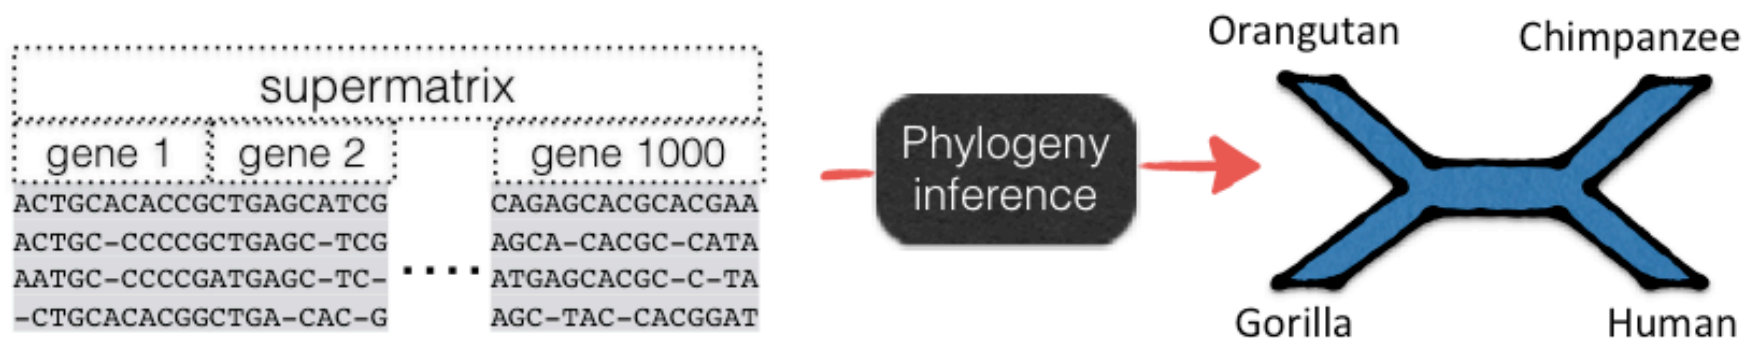 supermatrix
gene 1 gene 2 gene 1000
ACTGCACACCGCTGAGCATCG CAGAGCACGCACGAA
ACTGC-CCCCGCTGAGC-TCG AGCA-CACGC-CATA
AATGC-CCCCGATGAGC-TC- .... ATGAGCACGC-C-TA
-CTGCACACGGCTGA-CAC-G AGC-TAC-CACGGAT
Phylogeny
inference
Orangutan Chimpanzee
Gorilla Human